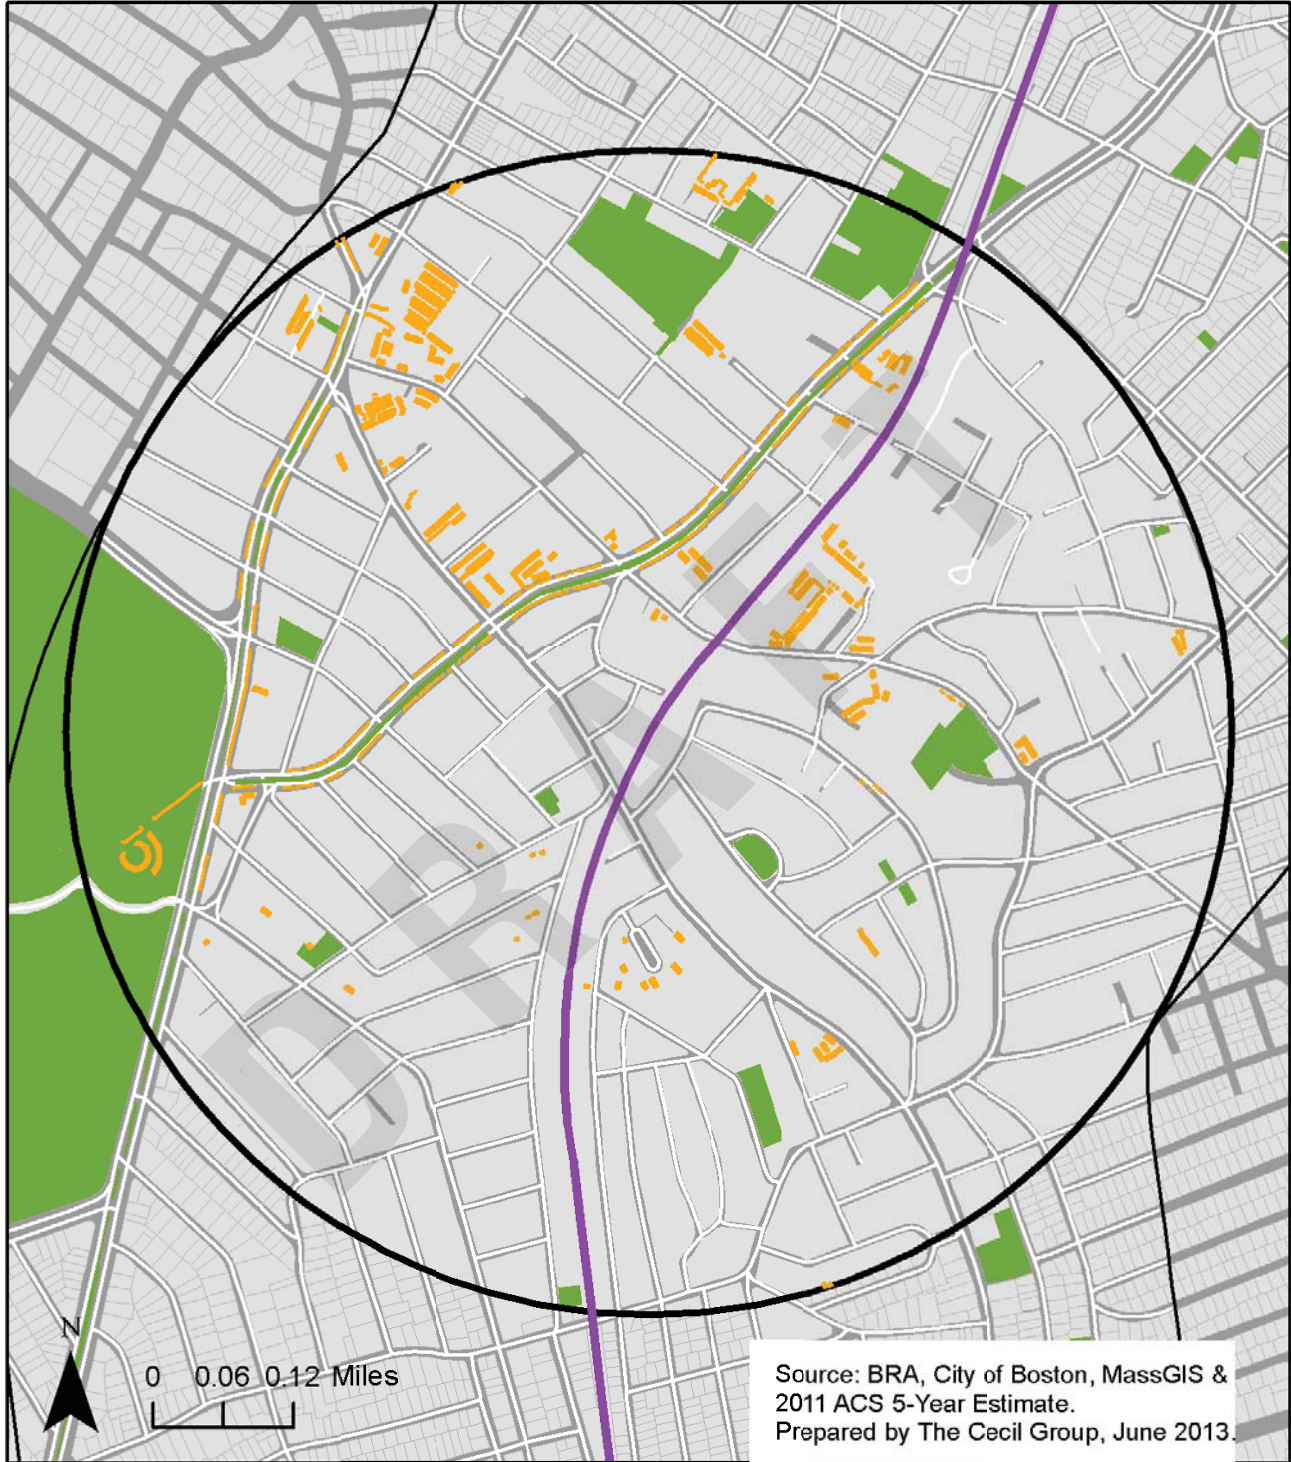 DRAFT
N
0 0.06 0.12 Miles
Source: BRA, City of Boston, MassGIS &
2011 ACS 5-Year Estimate.
Prepared by The Cecil Group, June 2013.